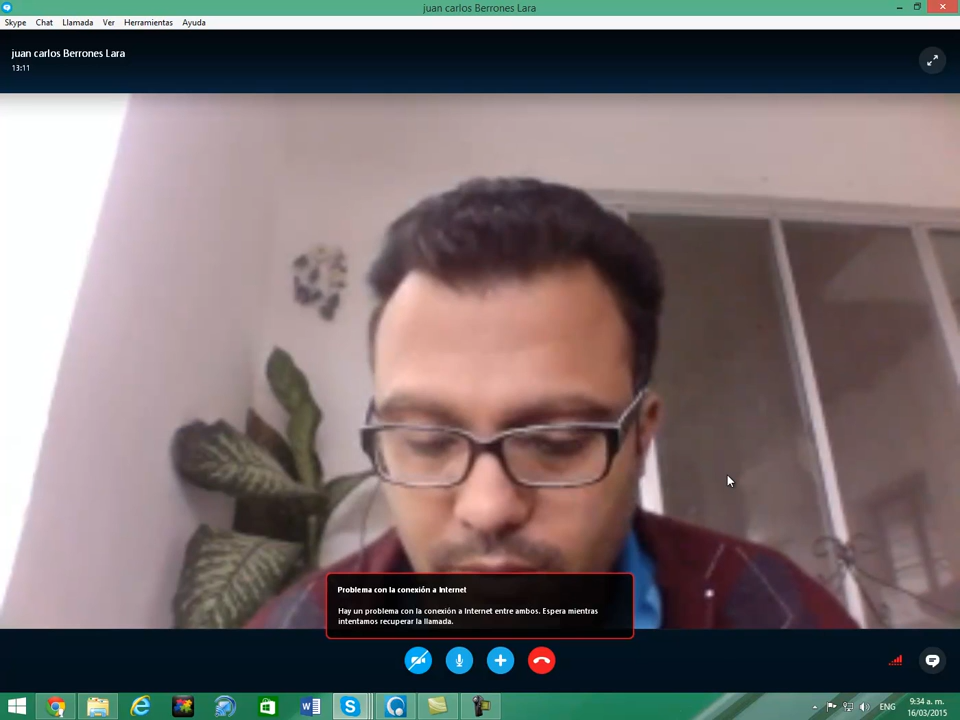 juan carlos Berrones Lara
Skype Chat Llamada Ver Herramientas Ayuda
juan carlos Berrones Lara
13:11
Problema con la conexión a Internet
Hay un problema con la conexión a Internet entre ambos. Espera mientras
intentamos recuperar la llamada.
ENG
9:34 a. m.
16/03/2015